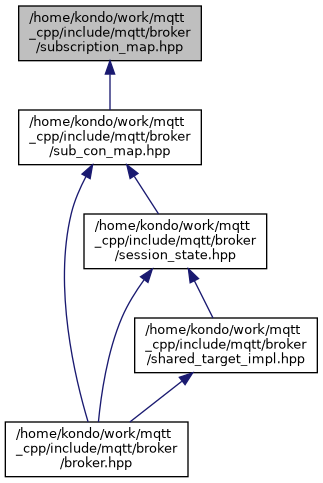 /home/kondo/work/mqtt
_cpp/include/mqtt/broker
/subscription_map.hpp
/home/kondo/work/mqtt
_cpp/include/mqtt/broker
/sub_con_map.hpp
/home/kondo/work/mqtt
_cpp/include/mqtt/broker
/session_state.hpp
/home/kondo/work/mqtt
_cpp/include/mqtt/broker
/shared_target_impl.hpp
/home/kondo/work/mqtt
_cpp/include/mqtt/broker
/broker.hpp